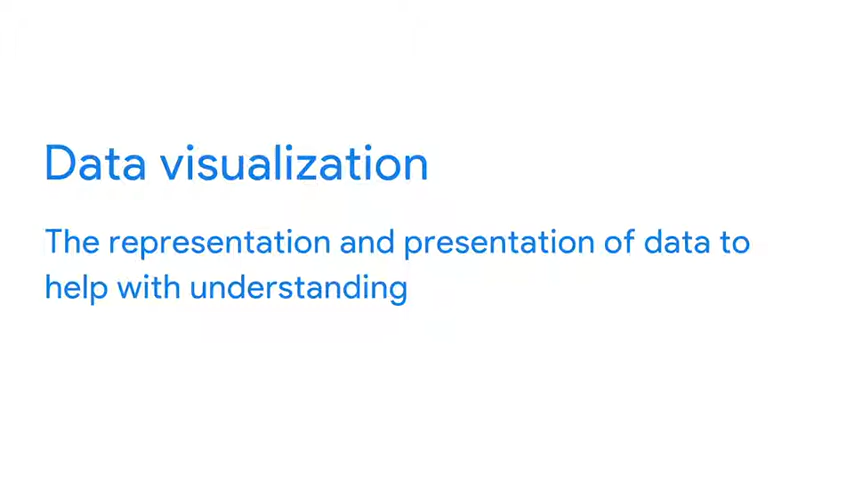 Data visualization
The representation and presentation of data to
help with understanding